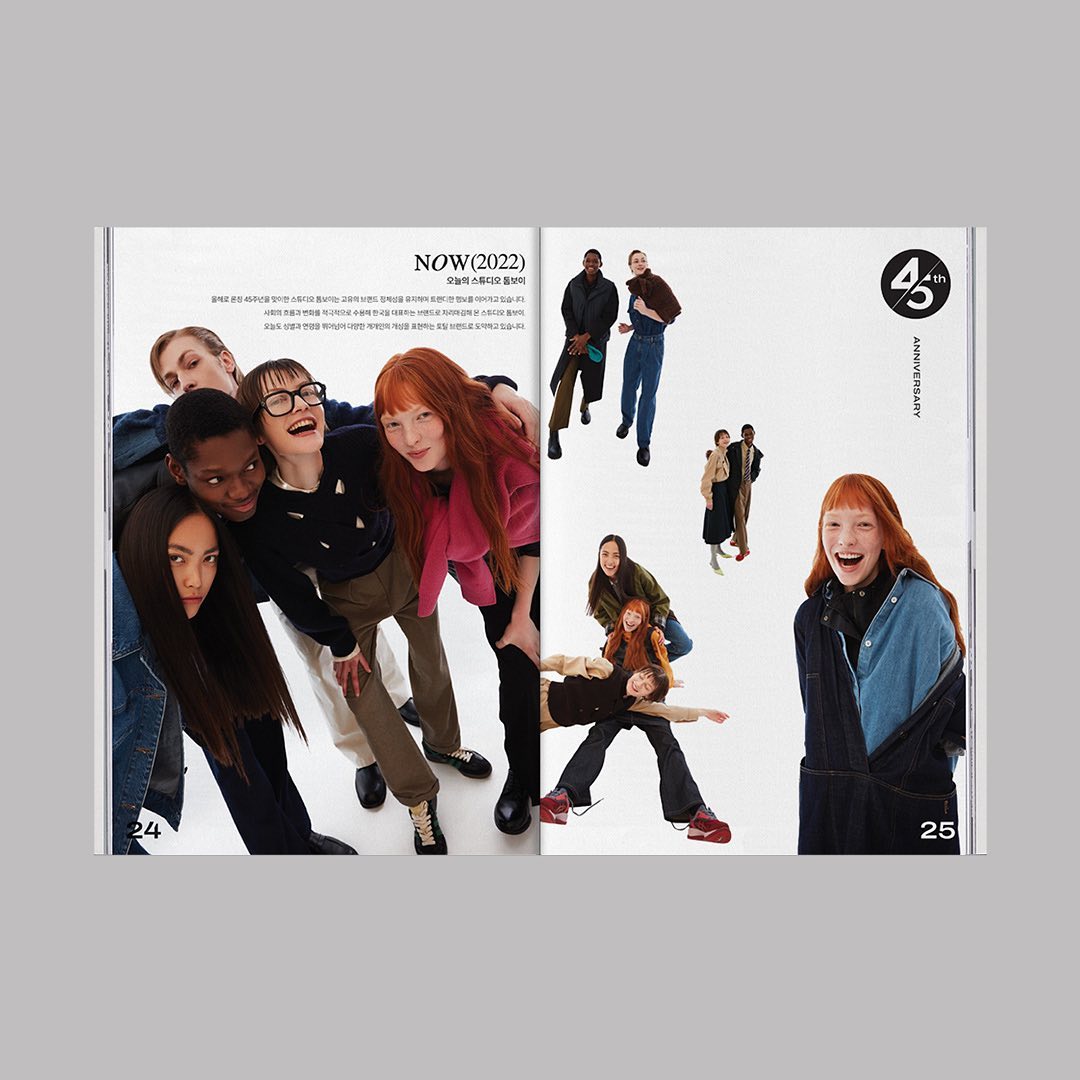 NOW(2022)
오늘의 스튜디오 톰보이
올해로 론칭 45주년을 맞이한 스튜디오 톰보이는 고유의 브랜드 정체성을 유지하며 트렌디한 행보를 이어가고 있습니다.
사회의 흐름과 변화를 적극적으로 수용해 한국을 대표하는 브랜드로 자리매김해 온 스튜디오 톰보이.
오늘도 성별과 연령을 뛰어넘어 다양한 개개인의 개성을 표현하는 토털 브랜드로 도약하고 있습니다.
45th
ANNIVERSARY
24
25